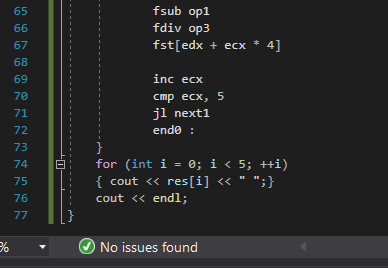 65 fsub op1
66 fdiv op3
67 fst[edx + ecx * 4]
68
69 inc ecx
70 cmp ecx, 5
71 jl next1
72 end0 :
73 }
74 for (int i = 0; i < 5; ++i)
75 { cout << res[i] << " ";}
76 cout << endl;
77 }
% No issues found